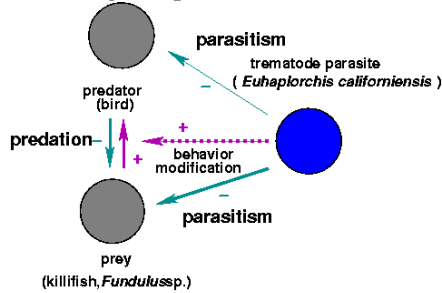 parasitism
trematode parasite
( Euhaplorchis californiensis )
−
predator
(bird)
+
predation
−
+
behavior
modification
−
parasitism
prey
(killifish, Fundulus sp.)